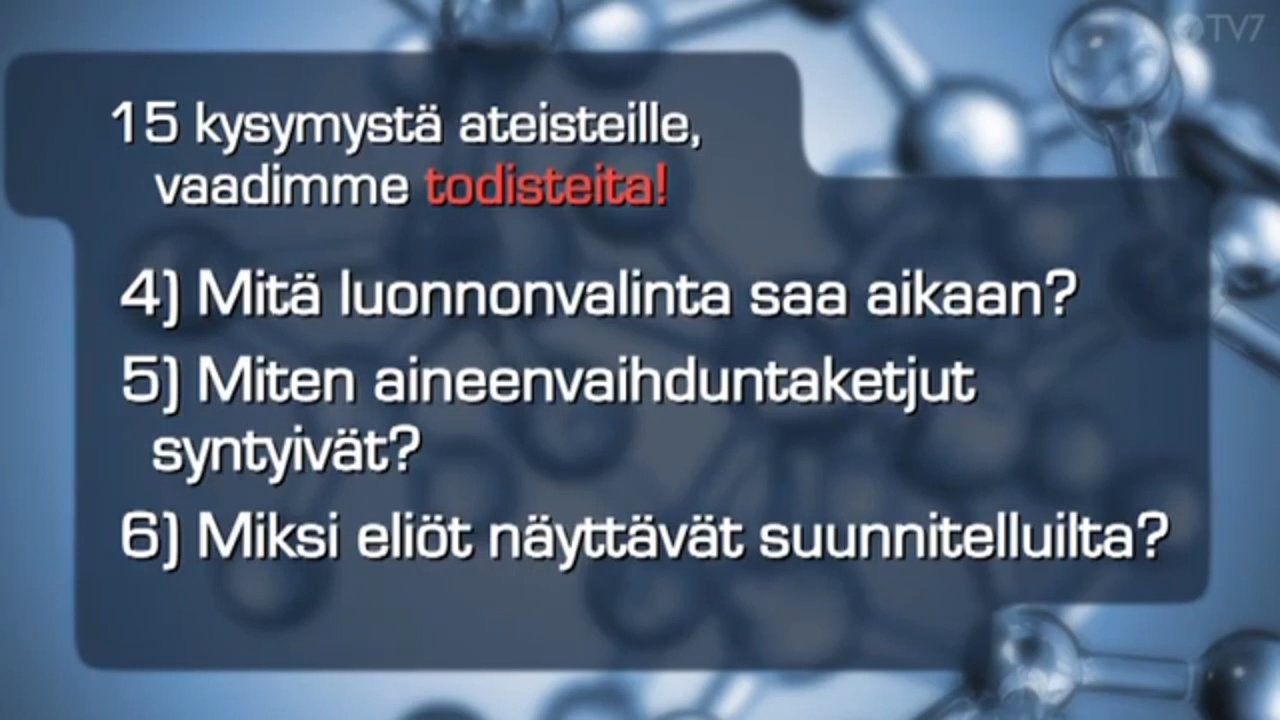 TV7
15 kysymystä ateisteille,
vaadimme todisteita!
4) Mitä luonnonvalinta saa aikaan?
5) Miten aineenvaihduntaketjut
syntyivät?
6) Miksi eliöt näyttävät suunnitelluilta?